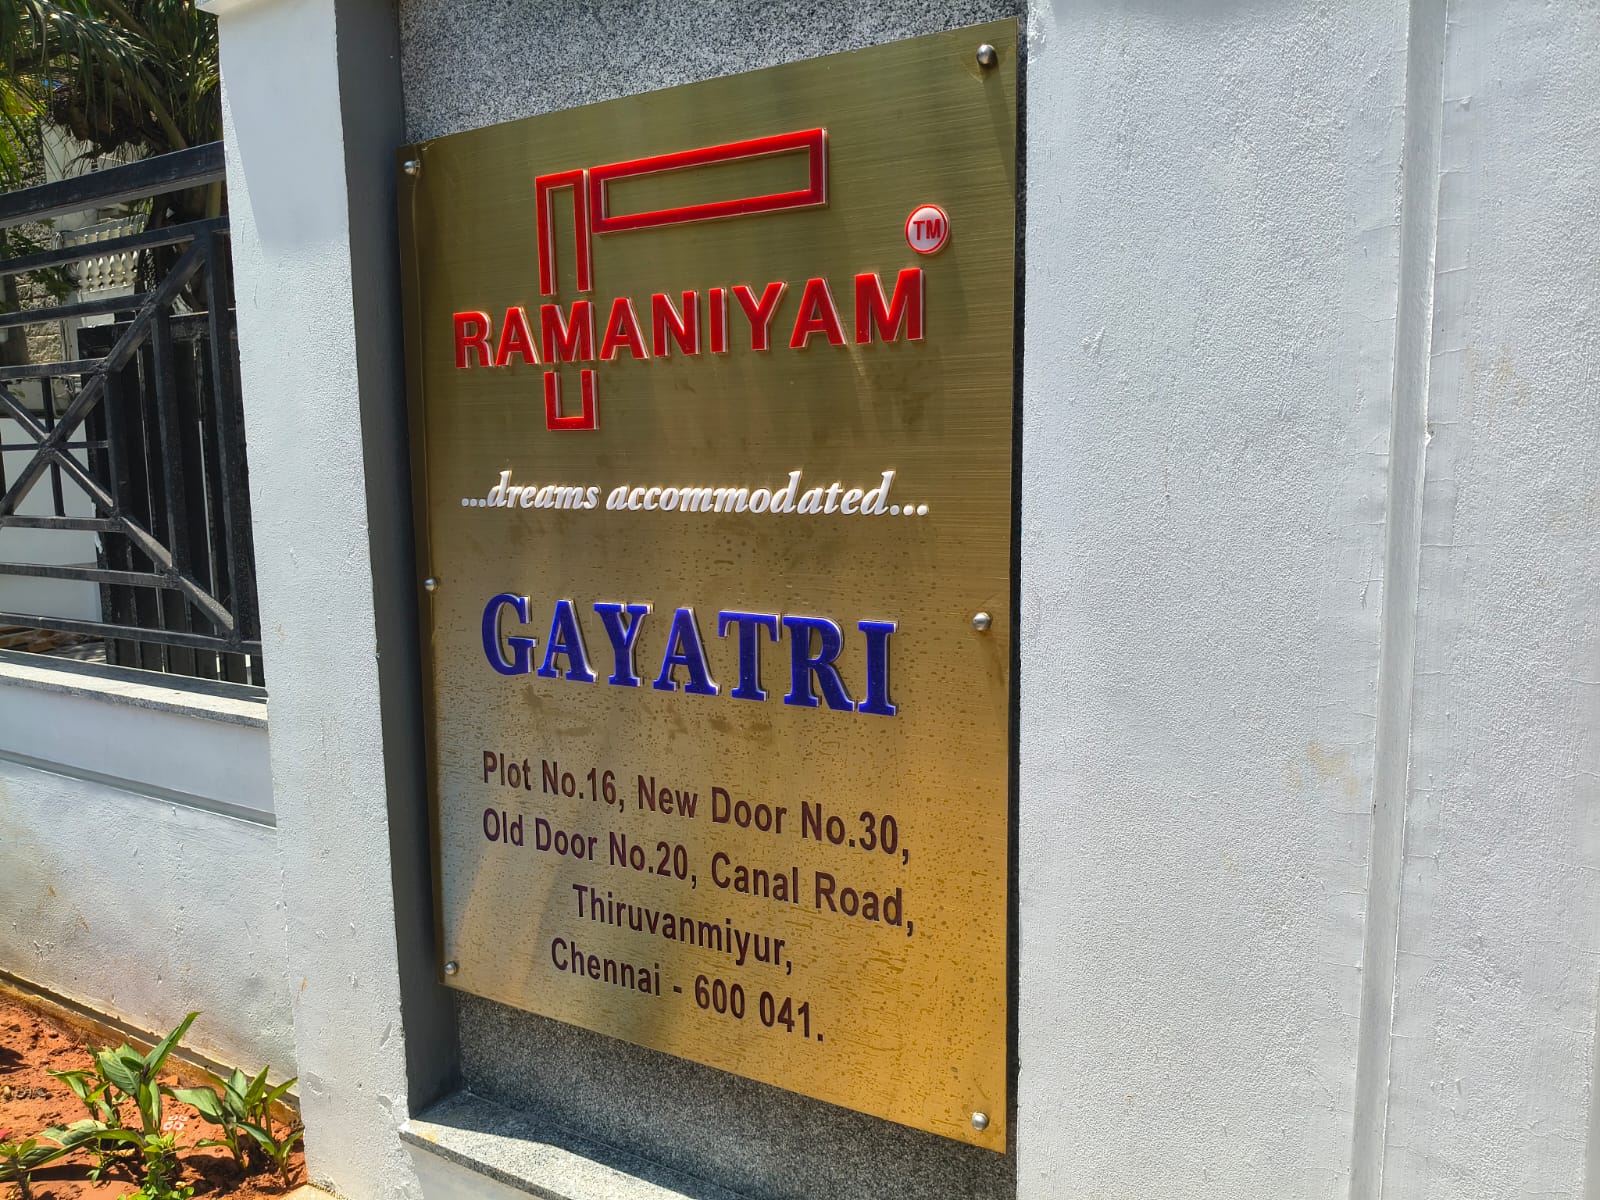 TM
RAMANIYAM
...dreams accommodated...
GAYATRI
Plot No.16, New Door No.30,
Old Door No.20, Canal Road,
Thiruvanmiyur,
Chennai - 600 041.